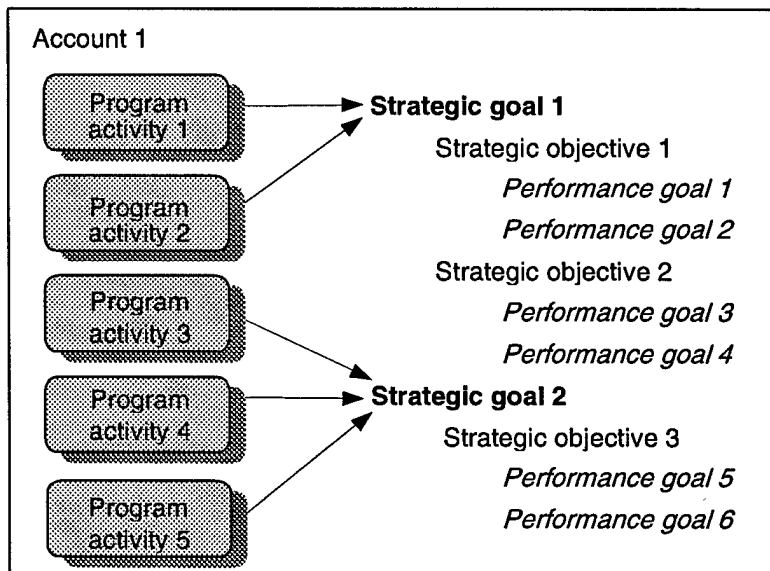 Account 1
Program
activity 1
Program
activity 2
Program
activity 3
Program
activity 4
Program
activity 5
Strategic goal 1
Strategic objective 1
Performance goal 1
Performance goal 2
Strategic objective 2
Performance goal 3
Performance goal 4
Strategic goal 2
Strategic objective 3
Performance goal 5
Performance goal 6